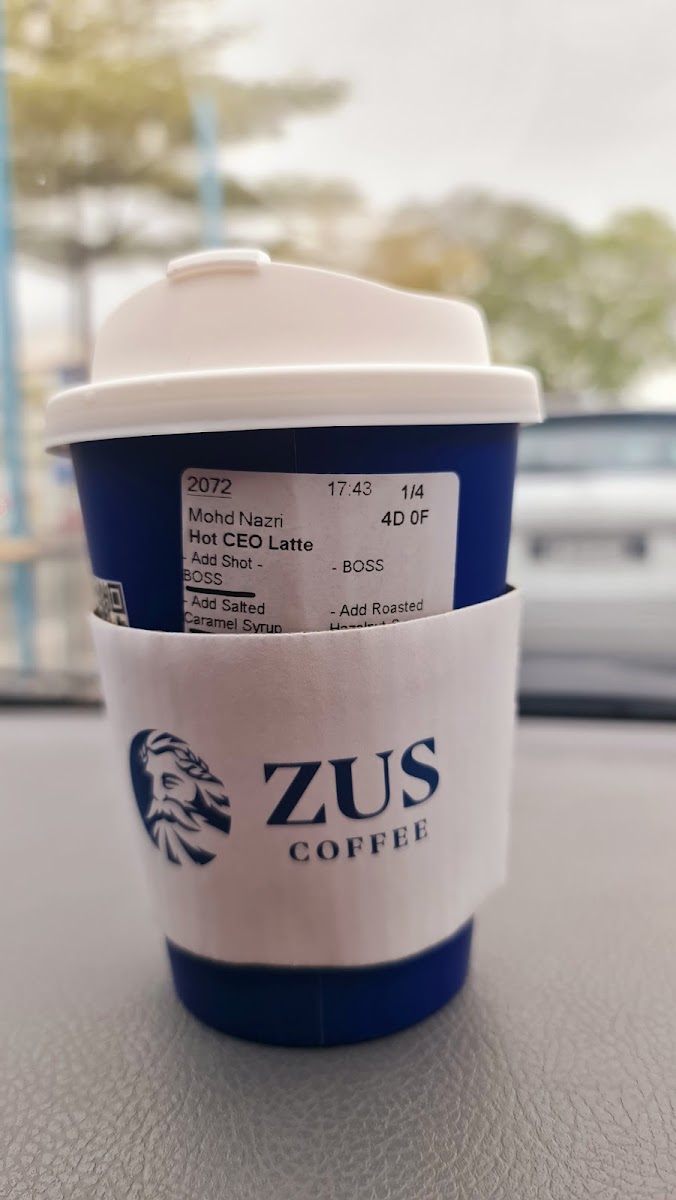 2072 17:43 1/4
Mohd Nazri 4D 0F
Hot CEO Latte
- Add Shot - - BOSS
BOSS
- Add Salted - Add Roasted
Caramel Syrup
ZUS
COFFEE